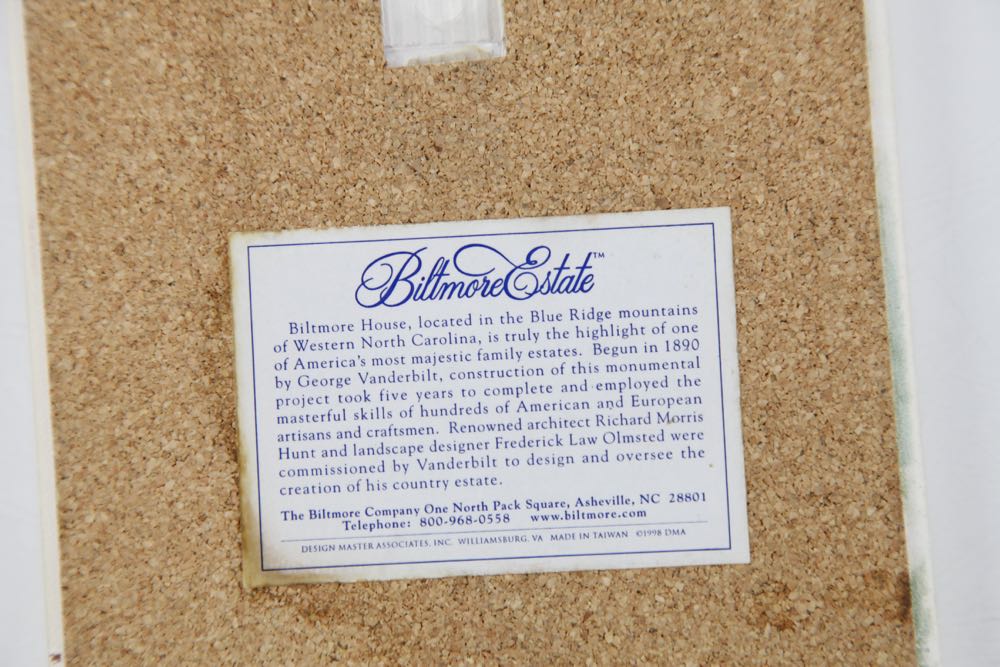 Biltmore Estate™
Biltmore House, located in the Blue Ridge mountains
of Western North Carolina, is truly the highlight of one
of America's most majestic family estates. Begun in 1890
by George Vanderbilt, construction of this monumental
project took five years to complete and employed the
masterful skills of hundreds of American and European
artisans and craftsmen. Renowned architect Richard Morris
Hunt and landscape designer Frederick Law Olmsted were
commissioned by Vanderbilt to design and oversee the
creation of his country estate.
The Biltmore Company One North Pack Square, Asheville, NC 28801
Telephone: 800-968-0558 www.biltmore.com
DESIGN MASTER ASSOCIATES, INC. WILLIAMSBURG, VA MADE IN TAIWAN ©1998 DMA